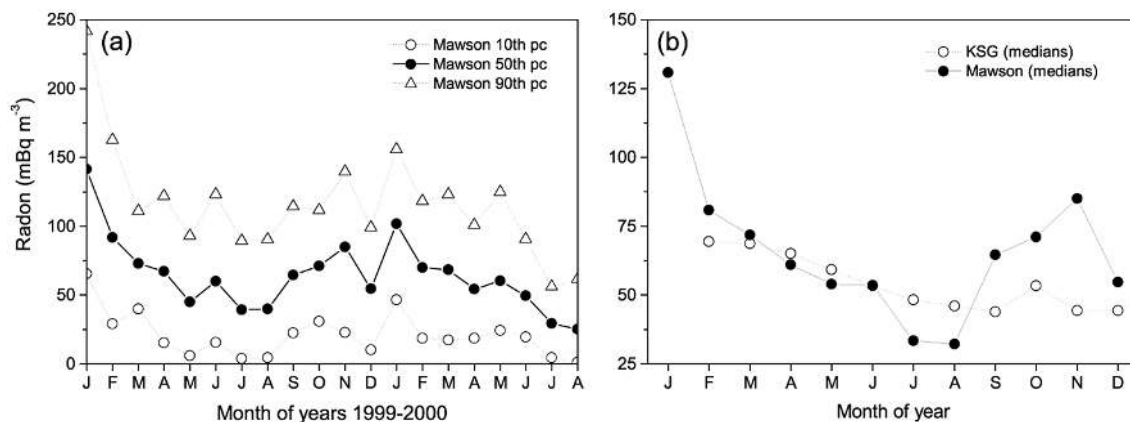 (a)
Mawson 10th pc
Mawson 50th pc
Mawson 90th pc
250
200
150
100
50
0
Radon (mBq m⁻³)
J F M A M J J A S O N D J F M A M J J A
Month of years 1999-2000
(b)
KSG (medians)
Mawson (medians)
150
125
100
75
50
25
J F M A M J J A S O N D
Month of year